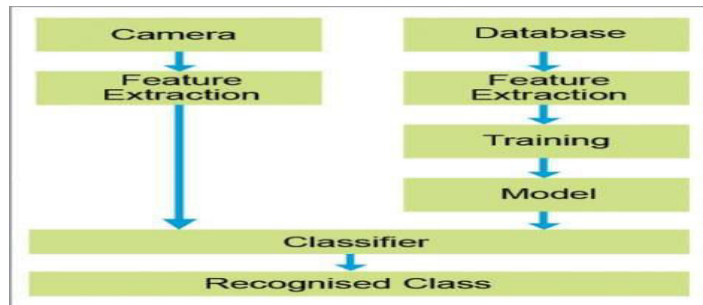 Camera
Feature
Extraction
Database
Feature
Extraction
Training
Model
Classifier
Recognised Class